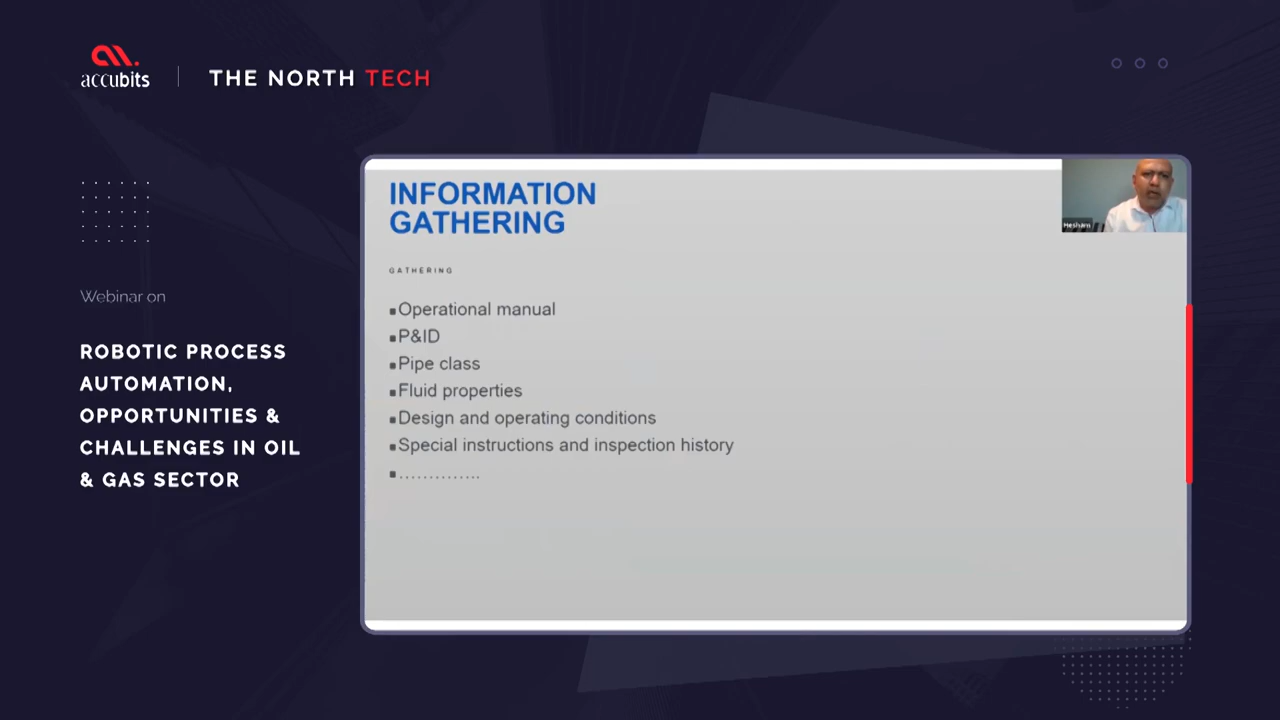 accubits
THE NORTH TECH
Webinar on
ROBOTIC PROCESS
AUTOMATION,
OPPORTUNITIES &
CHALLENGES IN OIL
& GAS SECTOR
INFORMATION
GATHERING
GATHERING
Operational manual
P&ID
Pipe class
Fluid properties
Design and operating conditions
Special instructions and inspection history
..............
Hesham